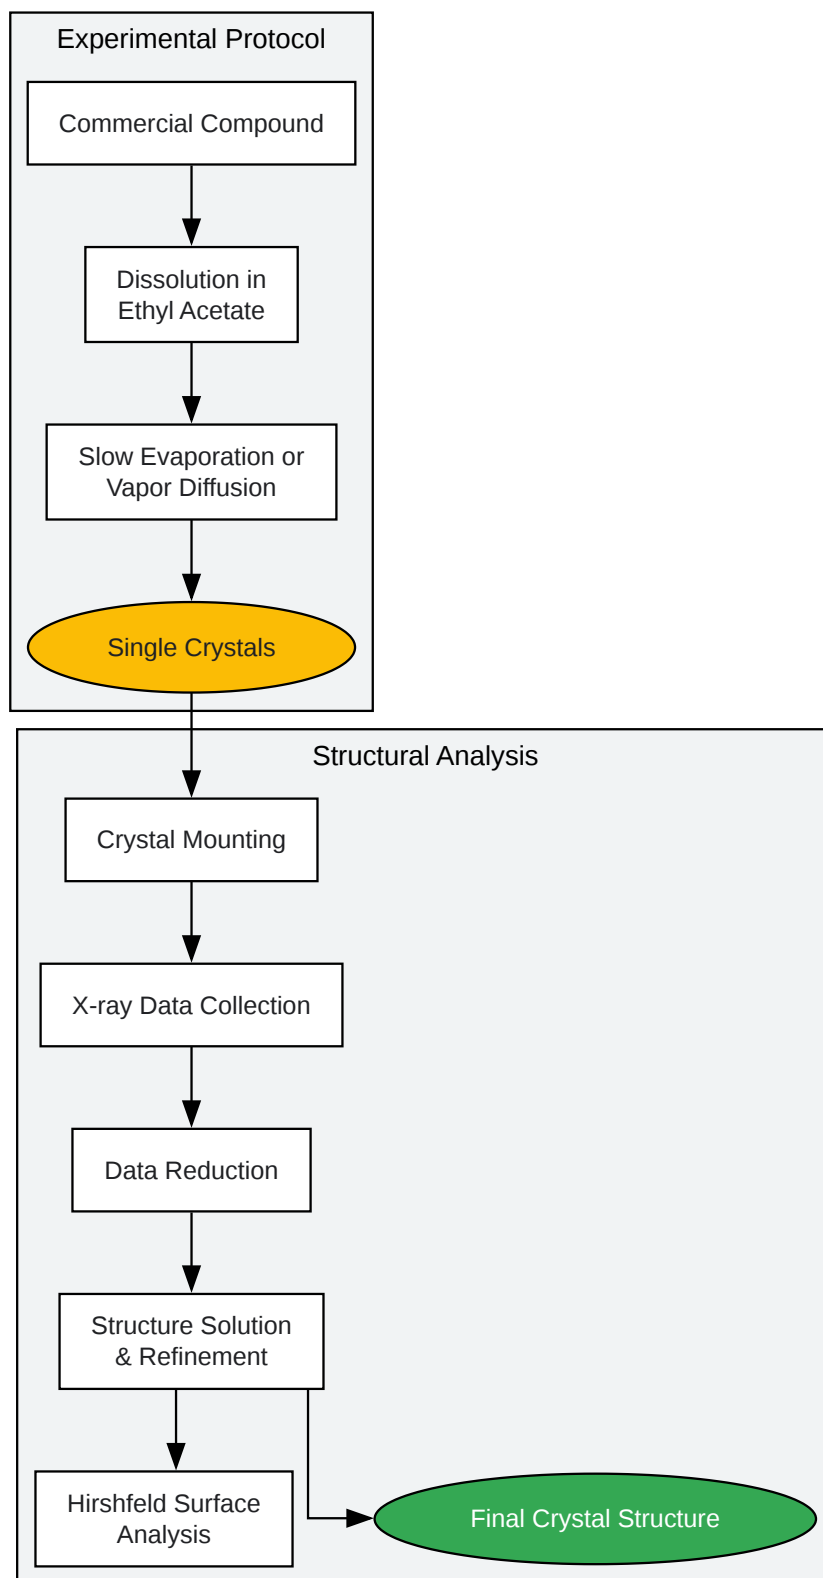 Experimental Protocol
Commercial Compound
Dissolution in
Ethyl Acetate
Slow Evaporation or
Vapor Diffusion
Single Crystals
Structural Analysis
Crystal Mounting
X-ray Data Collection
Data Reduction
Structure Solution
& Refinement
Hirshfeld Surface
Analysis
Final Crystal Structure